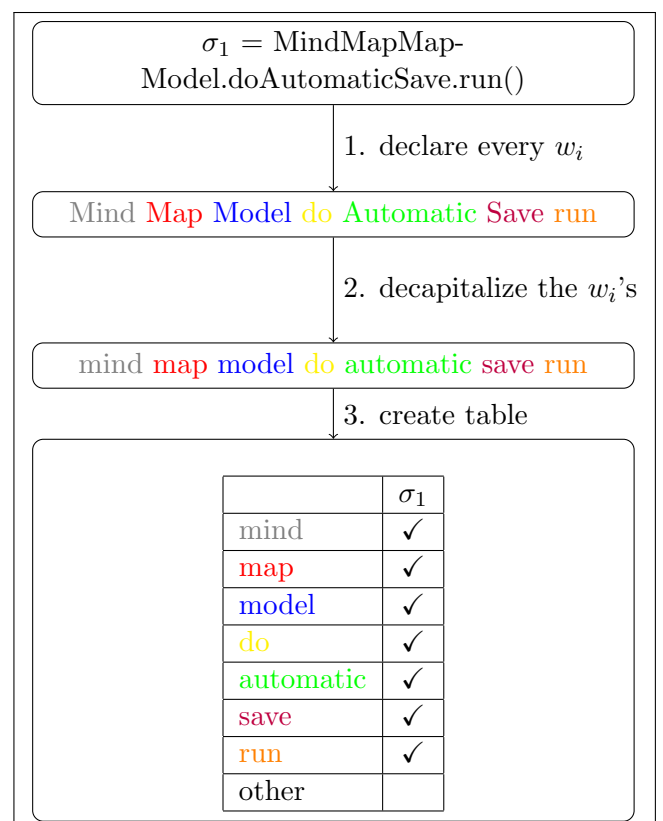 σ₁ = MindMapMap-
Model.doAutomaticSave.run()
1. declare every wᵢ
Mind Map Model do Automatic Save run
2. decapitalize the wᵢ's
mind map model do automatic save run
3. create table
σ₁
mind ✓
map ✓
model ✓
do ✓
automatic ✓
save ✓
run ✓
other